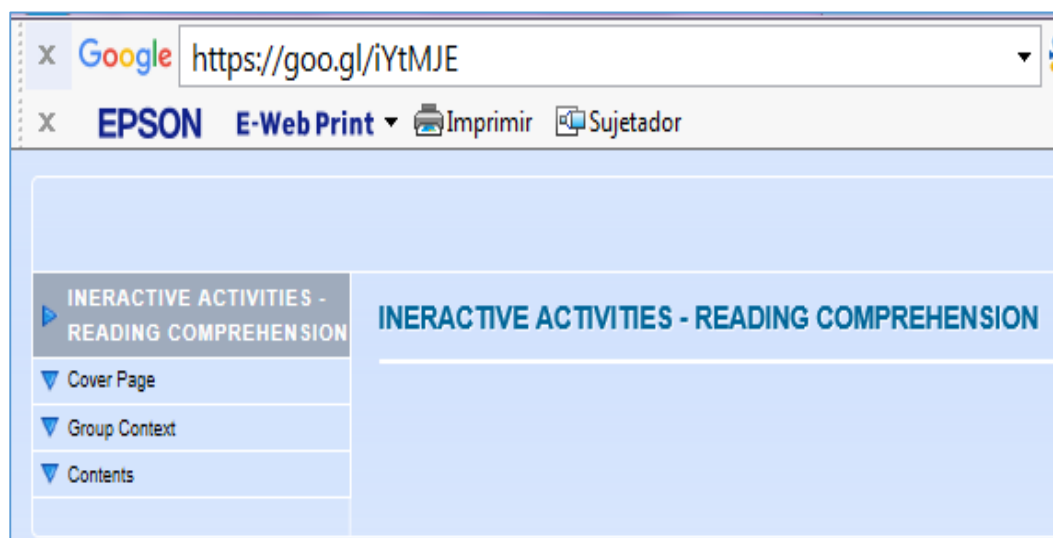 x Google https://goo.gl/iYtMJE
x EPSON E-Web Print Imprimir Sujetador
INERACTIVE ACTIVITIES -
READING COMPREHENSION
INERACTIVE ACTIVITIES - READING COMPREHENSION
Cover Page
Group Context
Contents